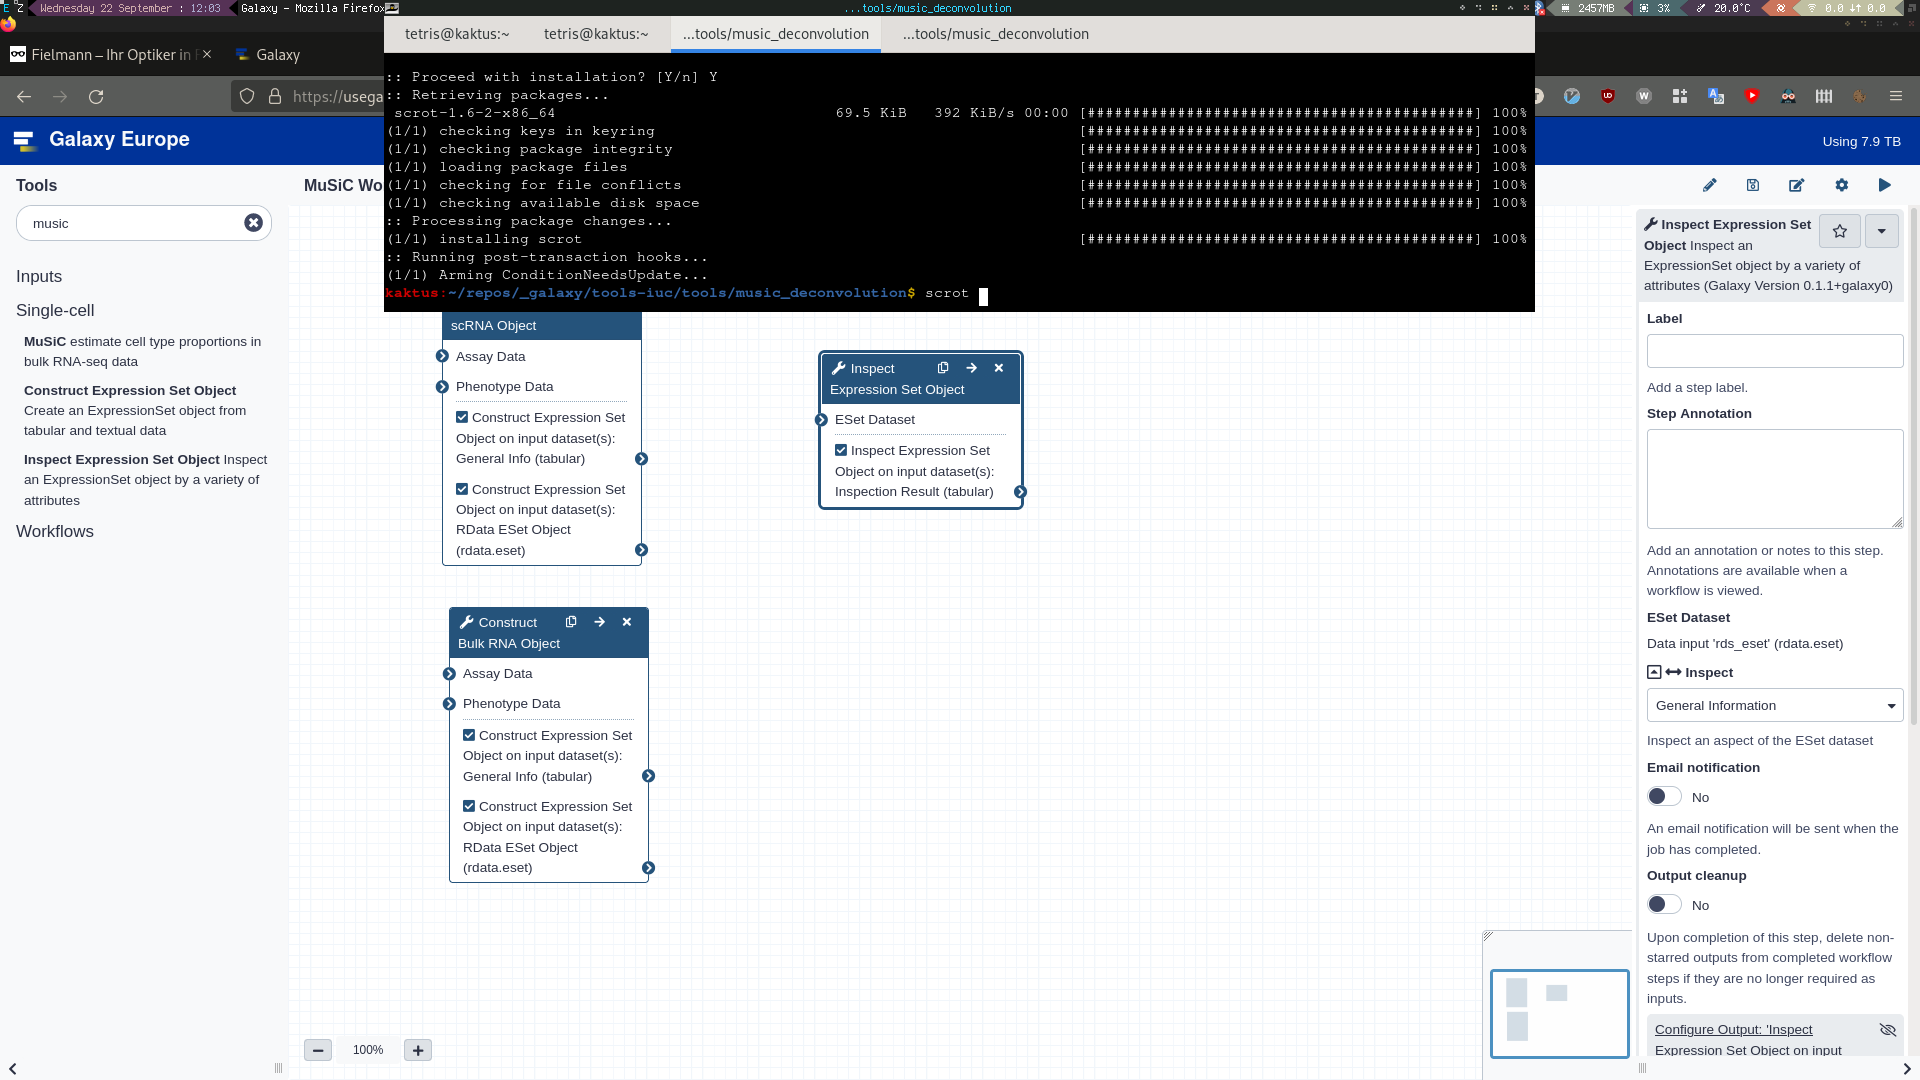 E Z Wednesday 22 September : 12:03 Galaxy – Mozilla Firefox
...tools/music_deconvolution
2457MB 3% 20.0°C 0.0 ↓↑ 0.0
tetris@kaktus:~ tetris@kaktus:~ ...tools/music_deconvolution ...tools/music_deconvolution
Fielmann – Ihr Optiker in
Galaxy
https://usega
:: Proceed with installation? [Y/n] Y
:: Retrieving packages...
scrot-1.6-2-x86_64 69.5 KiB 392 KiB/s 00:00 [###########################################] 100%
(1/1) checking keys in keyring [###########################################] 100%
(1/1) checking package integrity [###########################################] 100%
(1/1) loading package files [###########################################] 100%
(1/1) checking for file conflicts [###########################################] 100%
(1/1) checking available disk space [###########################################] 100%
:: Processing package changes...
(1/1) installing scrot [###########################################] 100%
:: Running post-transaction hooks...
(1/1) Arming ConditionNeedsUpdate...
kaktus:~/repos/_galaxy/tools-iuc/tools/music_deconvolution$ scrot
Galaxy Europe
Using 7.9 TB
Tools
music
Inputs
Single-cell
MuSiC estimate cell type proportions in
bulk RNA-seq data
Construct Expression Set Object
Create an ExpressionSet object from
tabular and textual data
Inspect Expression Set Object Inspect
an ExpressionSet object by a variety of
attributes
Workflows
MuSiC Wo
scRNA Object
Assay Data
Phenotype Data
Construct Expression Set
Object on input dataset(s):
General Info (tabular)
Construct Expression Set
Object on input dataset(s):
RData ESet Object
(rdata.eset)
Construct
Bulk RNA Object
Assay Data
Phenotype Data
Construct Expression Set
Object on input dataset(s):
General Info (tabular)
Construct Expression Set
Object on input dataset(s):
RData ESet Object
(rdata.eset)
Inspect
Expression Set Object
ESet Dataset
Inspect Expression Set
Object on input dataset(s):
Inspection Result (tabular)
100%
Inspect Expression Set
Object Inspect an
ExpressionSet object by a variety of
attributes (Galaxy Version 0.1.1+galaxy0)
Label
Add a step label.
Step Annotation
Add an annotation or notes to this step.
Annotations are available when a
workflow is viewed.
ESet Dataset
Data input 'rds_eset' (rdata.eset)
Inspect
General Information
Inspect an aspect of the ESet dataset
Email notification
No
An email notification will be sent when the
job has completed.
Output cleanup
No
Upon completion of this step, delete non-
starred outputs from completed workflow
steps if they are no longer required as
inputs.
Configure Output: 'Inspect
Expression Set Object on input